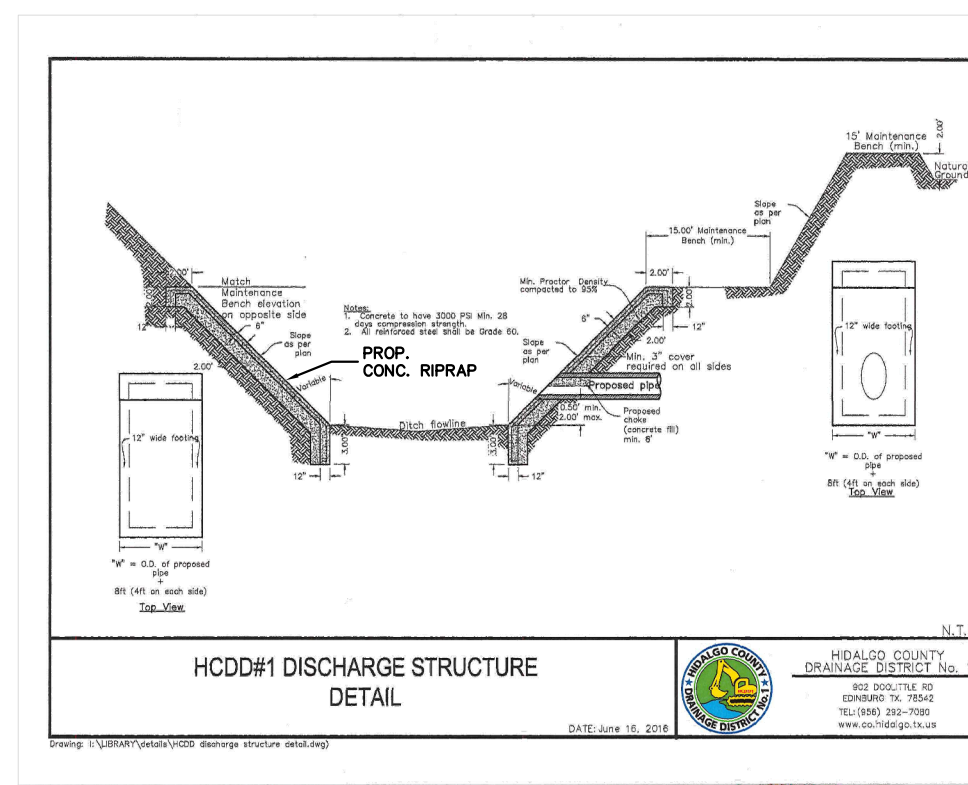 15' Maintenance
Bench (min.)
2.00'
Natural
Ground
Slope
as per
plan
15.00' Maintenance
Bench (min.)
2.00'
2.00'
12"
Min. Proctor Density
compacted to 95%
6"
2.00'
Slope
as per
plan
Min. 3" cover
required on all sides
Variable
Proposed pipe
0.50' min.
2.00' max.
Proposed
choke
(concrete fill)
min. 6'
3.00'
12"
2.00'
2.00'
12"
Match
Maintenance
Bench elevation
on opposite side
6"
Slope
as per
plan
2.00'
Variable
Notes:
1. Concrete to have 3000 PSI Min. 28
days compression strength.
2. All reinforced steel shall be Grade 60.
PROP.
CONC. RIPRAP
Ditch flowline
3.00'
12"
12" wide footing
"W"
"W" = O.D. of proposed
pipe
+
8ft (4ft on each side)
Top View
12" wide footing
"W"
"W" = O.D. of proposed
pipe
+
8ft (4ft on each side)
Top View
N.T.
HCDD#1 DISCHARGE STRUCTURE
DETAIL
DATE: June 16, 2016
HIDALGO COUNTY
DRAINAGE DISTRICT No.1
HIDALGO COUNTY
DRAINAGE DISTRICT No.
902 DOOLITTLE RD
EDINBURG TX. 78542
TEL: (956) 292-7080
www.co.hidalgo.tx.us
Drawing: I:\LIBRARY\details\HCDD discharge structure detail.dwg)